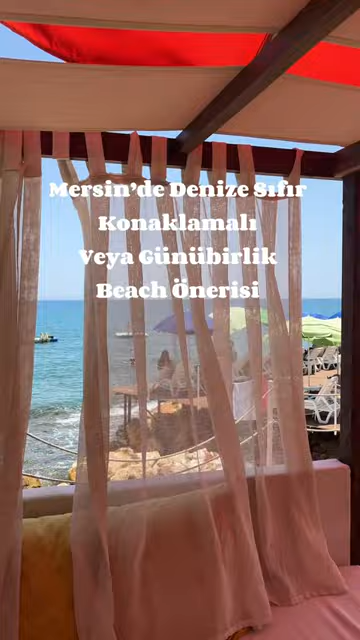 Mersin’de Denize Sıfır
Konaklamalı
Veya Günübirlik
Beach Önerisi